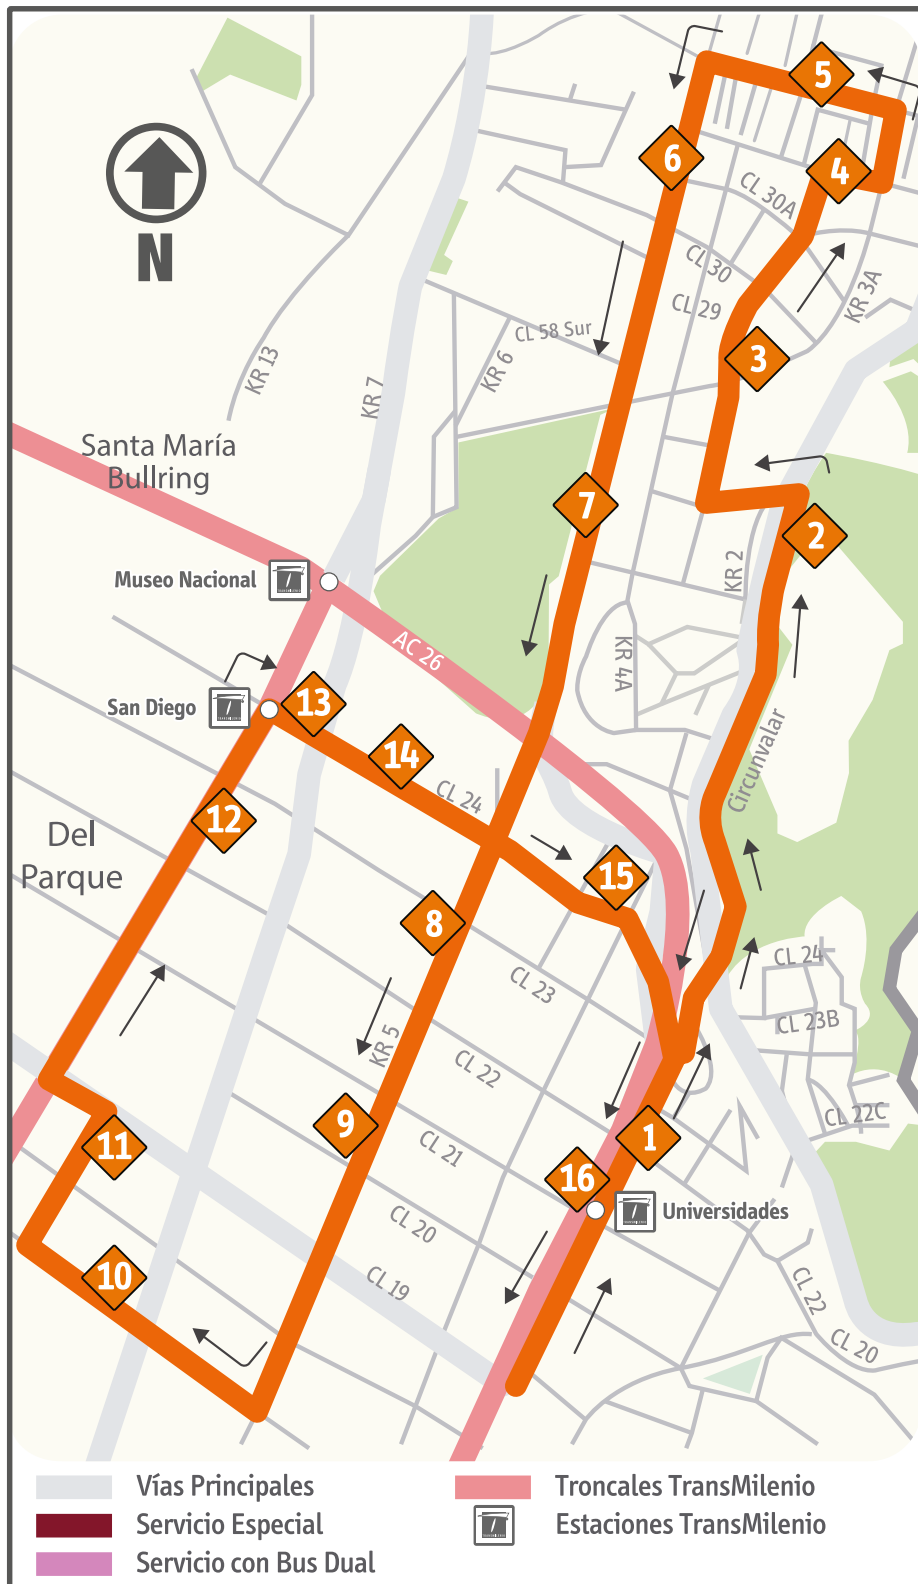 5
6
4
CL 30A
N
CL 30
KR 3A
CL 29
CL 58 Sur
3
KR 13
KR 6
KR 7
Santa María
Bullring
7
2
Museo Nacional
KR 2
AC 26
KR 4A
San Diego
13
14
Circunvalar
CL 24
12
Del
Parque
15
8
CL 24
CL 23
CL 23B
KR 5
CL 22
CL 22C
9
1
11
CL 21
16
Universidades
CL 20
10
CL 19
CL 22
CL 20
Vías Principales
Troncales TransMilenio
Servicio Especial
Estaciones TransMilenio
Servicio con Bus Dual